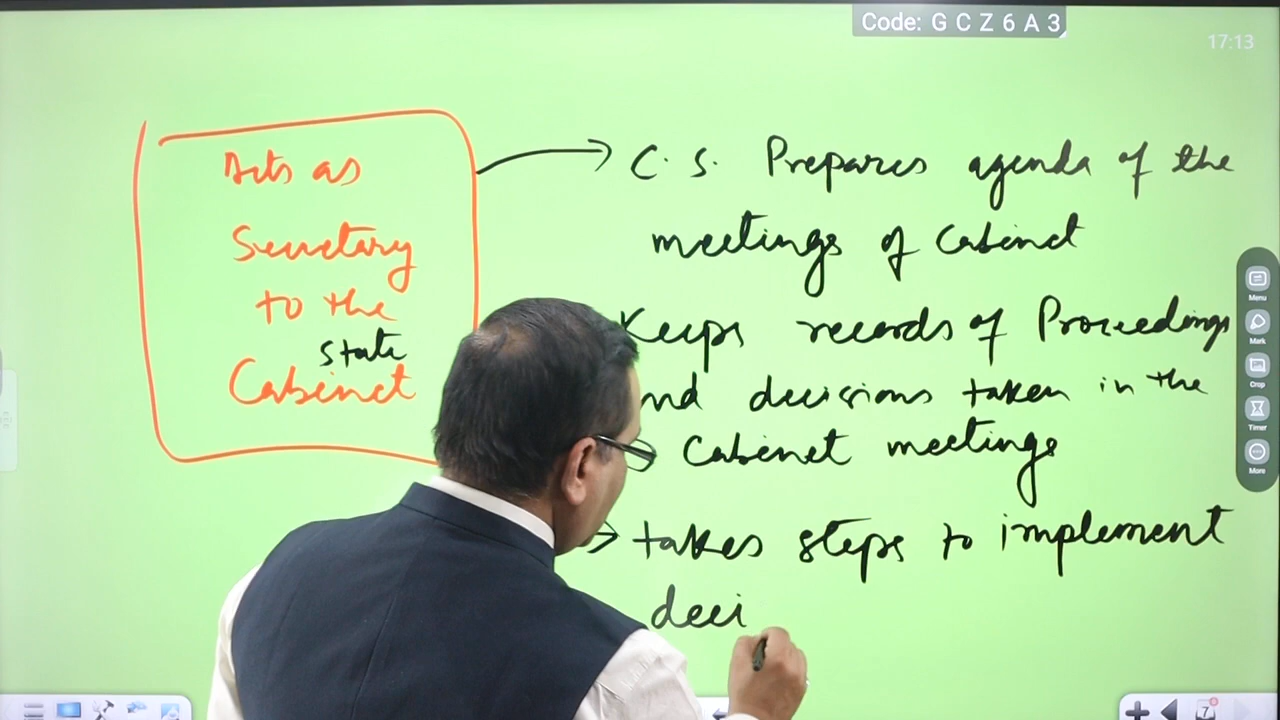 Code: G C Z 6 A 3
17:13
Acts as
Secretary
to the
state
Cabinet
C. S. Prepares agenda of the
meetings of Cabinet
Keeps records of Proceedings
and decisions taken in the
Cabinet meetings
takes steps to implement
deci
Menu
Mark
Crop
Timer
More
7